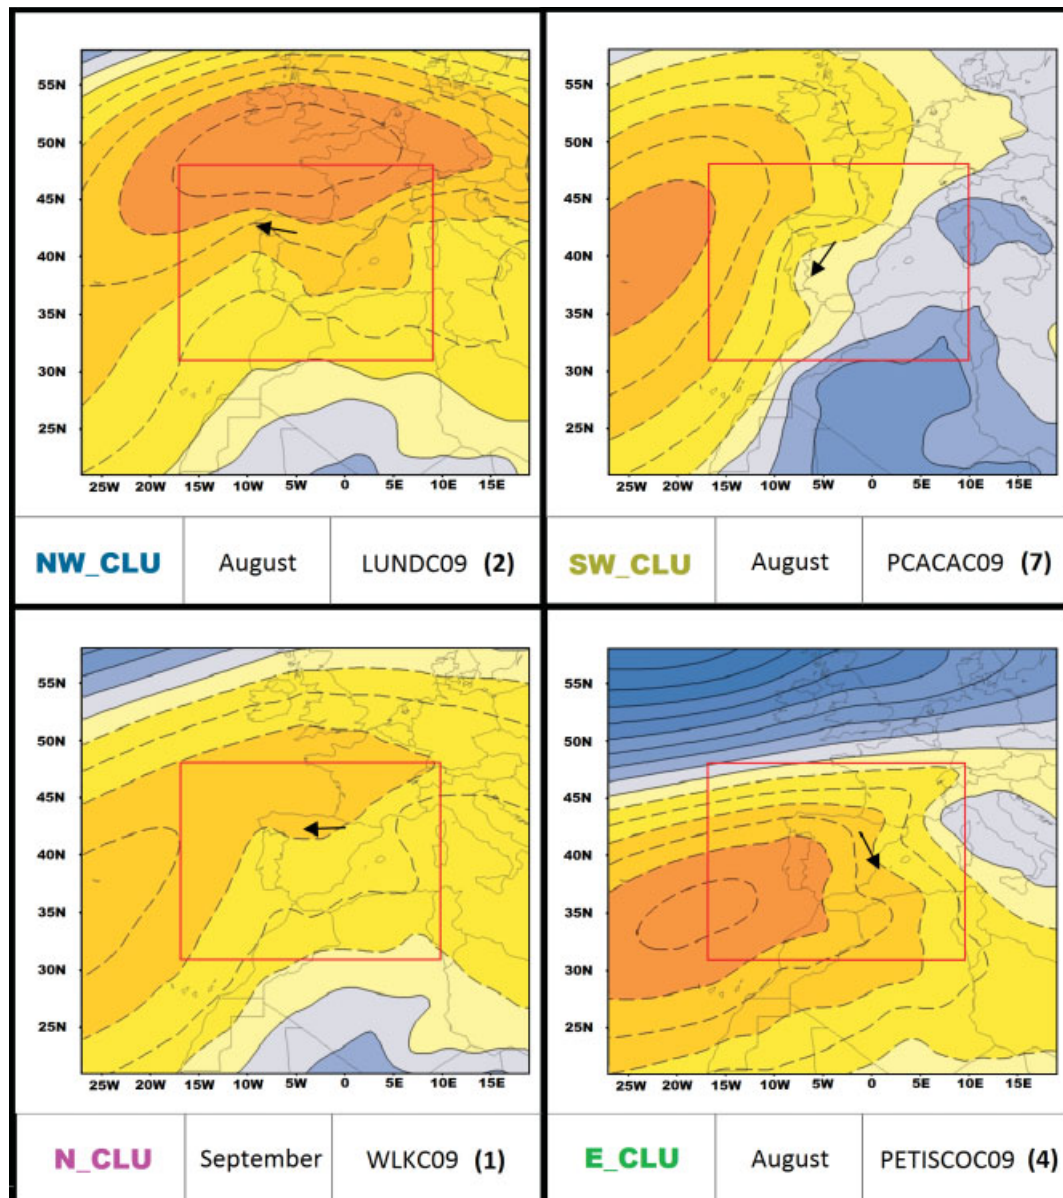 55N
50N
45N
40N
35N
30N
25N
25W 20W 15W 10W 5W 0 5E 10E 15E
NW_CLU August LUNDC09 (2)
55N
50N
45N
40N
35N
30N
25N
25W 20W 15W 10W 5W 0 5E 10E 15E
SW_CLU August PCACAC09 (7)
55N
50N
45N
40N
35N
30N
25N
25W 20W 15W 10W 5W 0 5E 10E 15E
N_CLU September WLKC09 (1)
55N
50N
45N
40N
35N
30N
25N
25W 20W 15W 10W 5W 0 5E 10E 15E
E_CLU August PETISCOC09 (4)